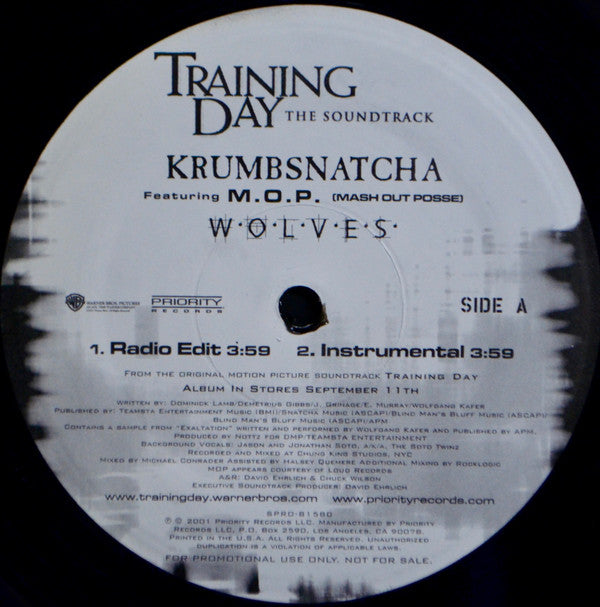 TRAINING
DAY THE SOUNDTRACK
KRUMBSNATCHA
Featuring M.O.P. (MASH OUT POSSE)
W·O·L·V·E·S·
WARNER BROS. PICTURES
PRIORITY
RECORDS
SIDE A
1. Radio Edit 3:59 2. Instrumental 3:59
FROM THE ORIGINAL MOTION PICTURE SOUNDTRACK TRAINING DAY
ALBUM IN STORES SEPTEMBER 11TH
WRITTEN BY: DOMINICK LAMB/DEMETRIUS GIBBS/J. GRINAGE/E. MURRAY/WOLFGANG KAFER
PUBLISHED BY: TEAMSTA ENTERTAINMENT MUSIC (BMI)/SNATCHA MUSIC (ASCAP)/BLIND MAN'S BLUFF MUSIC (ASCAP)/
BLIND MAN'S BLUFF MUSIC (ASCAP)/APM
CONTAINS A SAMPLE FROM "EXALTATION" WRITTEN AND PERFORMED BY WOLFGANG KAFER AND PUBLISHED BY APM.
PRODUCED BY NOTTZ FOR DMP/TEAMSTA ENTERTAINMENT
BACKGROUND VOCALS: JASON AND JONATHAN SOTO, A/K/A, THE SOTO TWINZ
RECORDED AND MIXED AT CHUNG KING STUDIOS, NYC
MIXED BY MICHAEL CONRADER ASSISTED BY HALSEY QUEMERE ADDITIONAL MIXING BY ROCKLOGIC
MOP APPEARS COURTESY OF LOUD RECORDS
A&R: DAVID EHRLICH & CHUCK WILSON
EXECUTIVE SOUNDTRACK PRODUCER: DAVID EHRLICH
www.trainingday.warnerbros.com www.priorityrecords.com
SPRO-81580
℗ © 2001 PRIORITY RECORDS LLC. MANUFACTURED BY PRIORITY
RECORDS LLC, P.O. BOX 2590, LOS ANGELES, CA 90078.
PRINTED IN THE U.S.A. ALL RIGHTS RESERVED. UNAUTHORIZED
DUPLICATION IS A VIOLATION OF APPLICABLE LAWS.
FOR PROMOTIONAL USE ONLY. NOT FOR SALE.